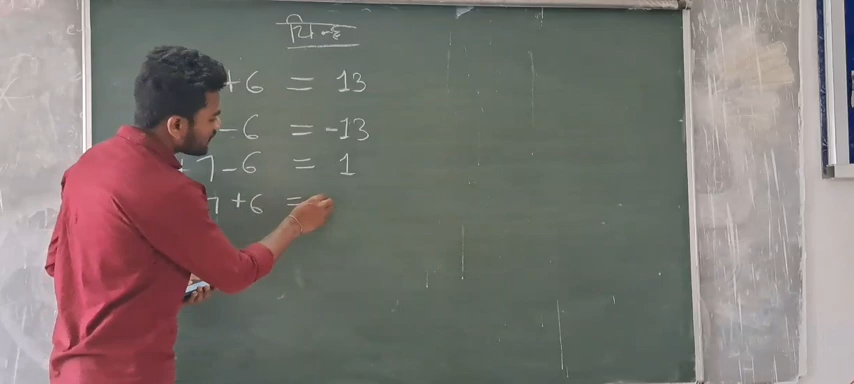 चिन्ह
+6 = 13
-6 = -13
7-6 = 1
7+6 =